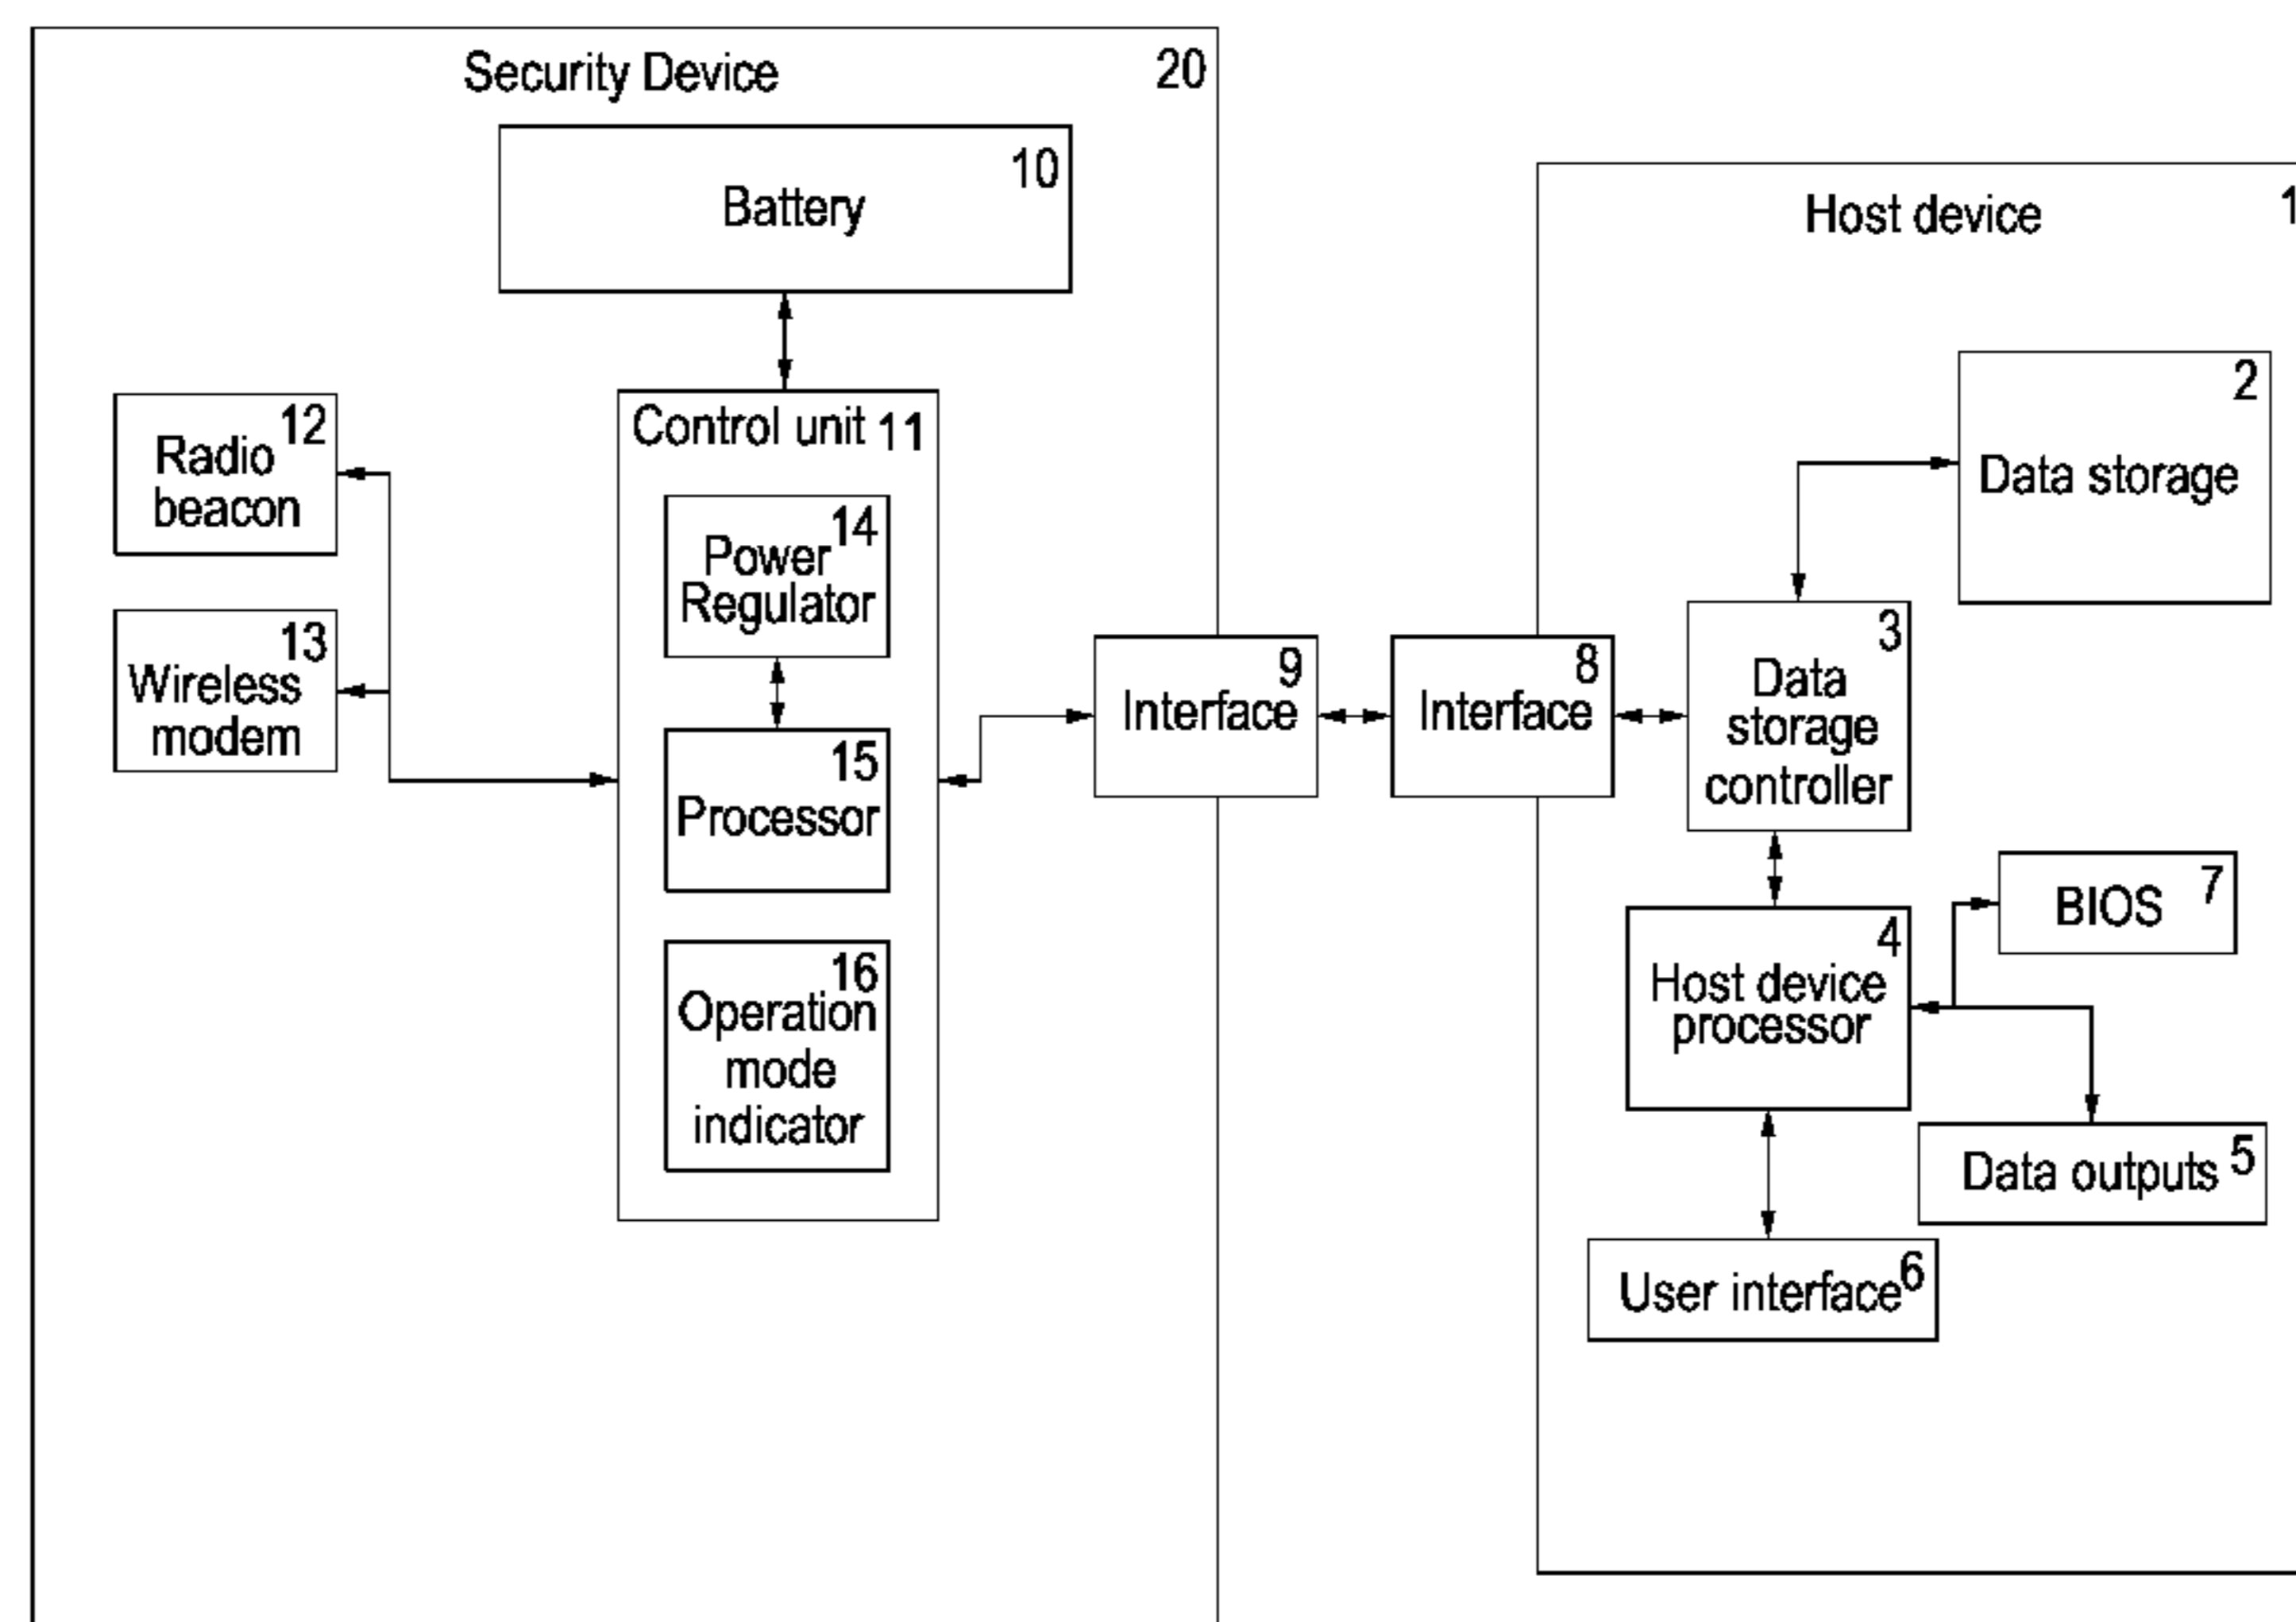 Security Device 20
Battery 10
Control unit 11
12
Radio
beacon
13
Wireless
modem
14
Power
Regulator
15
Processor
16
Operation
mode
indicator
9
Interface
8
Interface
Host device 1
2
Data storage
3
Data
storage
controller
4
Host device
processor
BIOS 7
Data outputs 5
User interface 6